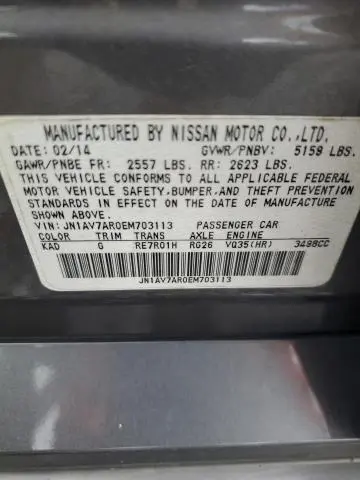 MANUFACTURED BY NISSAN MOTOR CO.,LTD.
DATE: 02/14 GVWR/PNBV: 5159 LBS.
GAWR/PNBE FR: 2557 LBS. RR: 2623 LBS.
THIS VEHICLE CONFORMS TO ALL APPLICABLE FEDERAL
MOTOR VEHICLE SAFETY, BUMPER, AND THEFT PREVENTION
STANDARDS IN EFFECT ON THE DATE OF MANUFACTURE
SHOWN ABOVE.
VIN: JN1AV7AR0EM703113 PASSENGER CAR
COLOR TRIM TRANS AXLE ENGINE
KAD G RE7R01H RG26 VQ35(HR) 3498CC
JN1AV7AR0EM703113